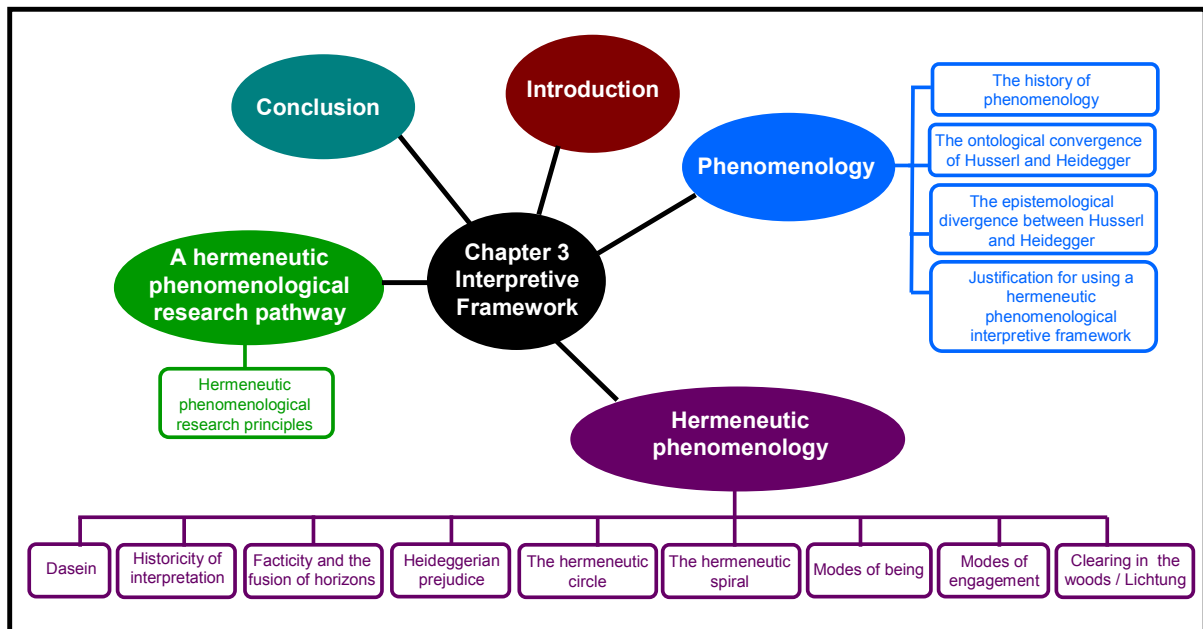 Conclusion
Introduction
Phenomenology
The history of
phenomenology
The ontological convergence
of Husserl and Heidegger
The epistemological
divergence between Husserl
and Heidegger
Justification for using a
hermeneutic
phenomenological
interpretive framework
Chapter 3
Interpretive
Framework
A hermeneutic
phenomenological
research pathway
Hermeneutic
phenomenological
research principles
Hermeneutic
phenomenology
Dasein
Historicity of
interpretation
Facticity and the
fusion of horizons
Heideggerian
prejudice
The hermeneutic
circle
The hermeneutic
spiral
Modes of being
Modes of
engagement
Clearing in the
woods / Lichtung